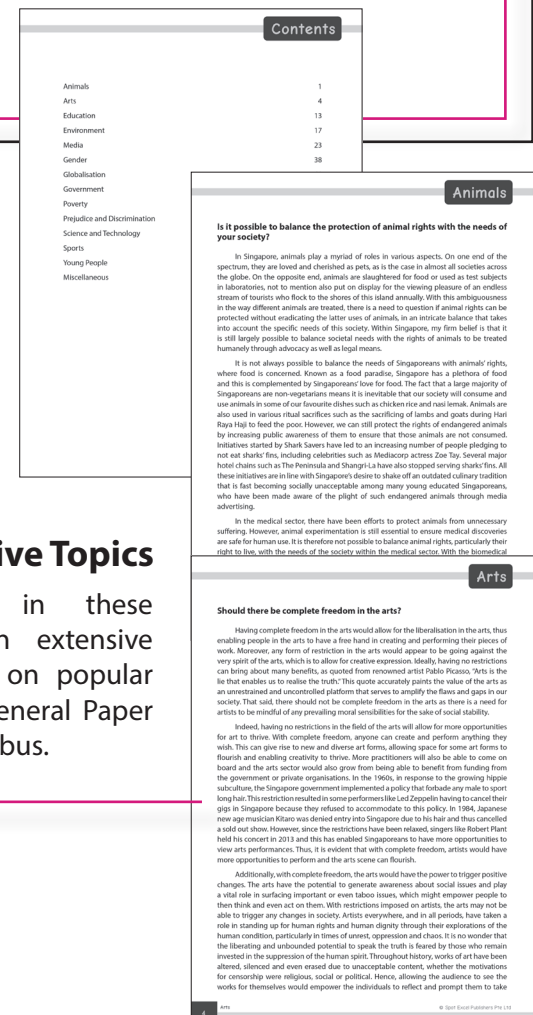 Contents
Animals 1
Arts 4
Education 13
Environment 17
Media 23
Gender 38
Globalisation
Government
Poverty
Prejudice and Discrimination
Science and Technology
Sports
Young People
Miscellaneous
Animals
Is it possible to balance the protection of animal rights with the needs of
your society?
In Singapore, animals play a myriad of roles in various aspects. On one end of the
spectrum, they are loved and cherished as pets, as is the case in almost all societies across
the globe. On the opposite end, animals are slaughtered for food or used as test subjects
in laboratories, not to mention also put on display for the viewing pleasure of an endless
stream of tourists who flock to the shores of this island annually. With this ambiguousness
in the way different animals are treated, there is a need to question if animal rights can be
protected without eradicating the latter uses of animals, in an intricate balance that takes
into account the specific needs of this society. Within Singapore, my firm belief is that it
is still largely possible to balance societal needs with the rights of animals to be treated
humanely through advocacy as well as legal means.
It is not always possible to balance the needs of Singaporeans with animals' rights,
where food is concerned. Known as a food paradise, Singapore has a plethora of food
and this is complemented by Singaporeans' love for food. The fact that a large majority of
Singaporeans are non-vegetarians means it is inevitable that our society will consume and
use animals in some of our favourite dishes such as chicken rice and nasi lemak. Animals are
also used in various ritual sacrifices such as the sacrificing of lambs and goats during Hari
Raya Haji to feed the poor. However, we can still protect the rights of endangered animals
by increasing public awareness of them to ensure that those animals are not consumed.
Initiatives started by Shark Savers have led to an increasing number of people pledging to
not eat sharks' fins, including celebrities such as Mediacorp actress Zoe Tay. Several major
hotel chains such as The Peninsula and Shangri-La have also stopped serving sharks' fins. All
these initiatives are in line with Singapore's desire to shake off an outdated culinary tradition
that is fast becoming socially unacceptable among many young educated Singaporeans,
who have been made aware of the plight of such endangered animals through media
advertising.
In the medical sector, there have been efforts to protect animals from unnecessary
suffering. However, animal experimentation is still essential to ensure medical discoveries
are safe for human use. It is therefore not possible to balance animal rights, particularly their
right to live, with the needs of the society within the medical sector. With the biomedical
ive Topics
in these
n extensive
on popular
eneral Paper
bus.
Arts
Should there be complete freedom in the arts?
Having complete freedom in the arts would allow for the liberalisation in the arts, thus
enabling people in the arts to have a free hand in creating and performing their pieces of
work. Moreover, any form of restriction in the arts would appear to be going against the
very spirit of the arts, which is to allow for creative expression. Ideally, having no restrictions
can bring about many benefits, as quoted from renowned artist Pablo Picasso, "Arts is the
lie that enables us to realise the truth." This quote accurately paints the value of the arts as
an unrestrained and uncontrolled platform that serves to amplify the flaws and gaps in our
society. That said, there should not be complete freedom in the arts as there is a need for
artists to be mindful of any prevailing moral sensibilities for the sake of social stability.
Indeed, having no restrictions in the field of the arts will allow for more opportunities
for art to thrive. With complete freedom, anyone can create and perform anything they
wish. This can give rise to new and diverse art forms, allowing space for some art forms to
flourish and enabling creativity to thrive. More practitioners will also be able to come on
board and the arts sector would also grow from being able to benefit from funding from
the government or private organisations. In the 1960s, in response to the growing hippie
subculture, the Singapore government implemented a policy that forbade any male to sport
long hair. This restriction resulted in some performers like Led Zeppelin having to cancel their
gigs in Singapore because they refused to accommodate to this policy. In 1984, Japanese
new age musician Kitaro was denied entry into Singapore due to his hair and thus cancelled
a sold out show. However, since the restrictions have been relaxed, singers like Robert Plant
held his concert in 2013 and this has enabled Singaporeans to have more opportunities to
view arts performances. Thus, it is evident that with complete freedom, artists would have
more opportunities to perform and the arts scene can flourish.
Additionally, with complete freedom, the arts would have the power to trigger positive
changes. The arts have the potential to generate awareness about social issues and play
a vital role in surfacing important or even taboo issues, which might empower people to
then think and even act on them. With restrictions imposed on artists, the arts may not be
able to trigger any changes in society. Artists everywhere, and in all periods, have taken a
role in standing up for human rights and human dignity through their explorations of the
human condition, particularly in times of unrest, oppression and chaos. It is no wonder that
the liberating and unbounded potential to speak the truth is feared by those who remain
invested in the suppression of the human spirit. Throughout history, works of art have been
altered, silenced and even erased due to unacceptable content, whether the motivations
for censorship were religious, social or political. Hence, allowing the audience to see the
works for themselves would empower the individuals to reflect and prompt them to take
4 Arts © Sport Excel Publishers Pte Ltd